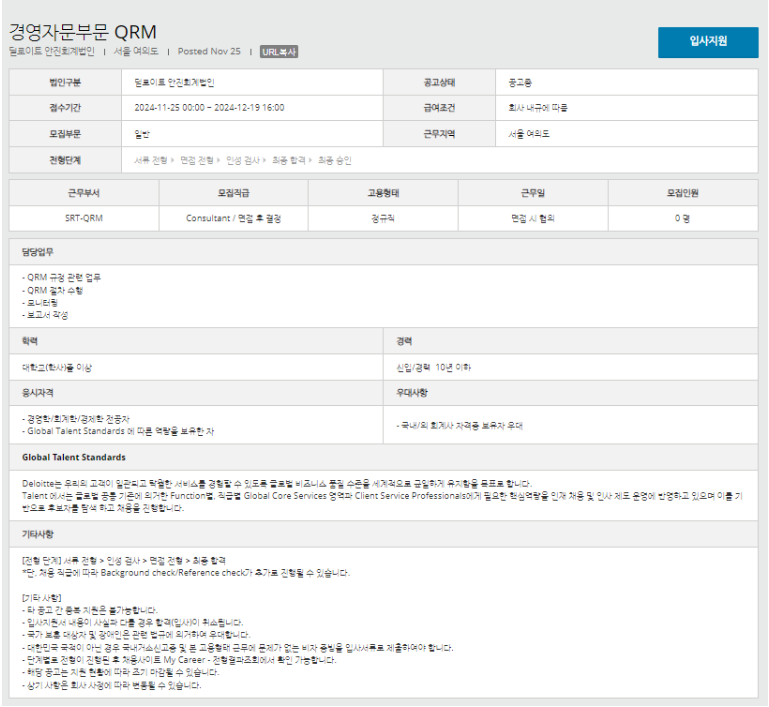 경영자문부문 QRM
딜로이트 안진회계법인 | 서울 여의도 | Posted Nov 25 | URL복사
입사지원
법인구분 딜로이트 안진회계법인 공고상태 공고중
접수기간 2024-11-25 00:00 ~ 2024-12-19 16:00 급여조건 회사 내규에 따름
모집부문 일반 근무지역 서울 여의도
전형단계 서류 전형 › 면접 전형 › 인성 검사 › 최종 합격 › 최종 승인
근무부서 모집직급 고용형태 근무일 모집인원
SRT-QRM Consultant / 면접 후 결정 정규직 면접 시 협의 0 명
담당업무
- QRM 규정 관련 업무
- QRM 절차 수행
- 모니터링
- 보고서 작성
학력 경력
대학교(학사)졸 이상 신입/경력 10년 이하
응시자격 우대사항
- 경영학/회계학/경제학 전공자
- Global Talent Standards 에 따른 역량을 보유한 자
- 국내/외 회계사 자격증 보유자 우대
Global Talent Standards
Deloitte는 우리의 고객이 일관되고 탁월한 서비스를 경험할 수 있도록 글로벌 비즈니스 품질 수준을 세계적으로 균일하게 유지함을 목표로 합니다.
Talent 에서는 글로벌 공통 기준에 의거한 Function별, 직급별 Global Core Services 영역과 Client Service Professionals에게 필요한 핵심역량을 인재 채용 및 인사 제도 운영에 반영하고 있으며 이를 기
반으로 후보자를 탐색 하고 채용을 진행합니다.
기타사항
[전형 단계] 서류 전형 > 인성 검사 > 면접 전형 > 최종 합격
*단, 채용 직급에 따라 Background check/Reference check가 추가로 진행될 수 있습니다.
[기타 사항]
- 타 공고 간 중복 지원은 불가능합니다.
- 입사지원서 내용이 사실과 다를 경우 합격(입사)이 취소됩니다.
- 국가 보훈 대상자 및 장애인은 관련 법규에 의거하여 우대합니다.
- 대한민국 국적이 아닌 경우 국내거소신고증 및 본 고용형태 근무에 문제가 없는 비자 증빙을 입사서류로 제출하여야 합니다.
- 단계별로 전형이 진행된 후 채용사이트 My Career - 전형결과조회에서 확인 가능합니다.
- 해당 공고는 지원 현황에 따라 조기 마감될 수 있습니다.
- 상기 사항은 회사 사정에 따라 변동될 수 있습니다.